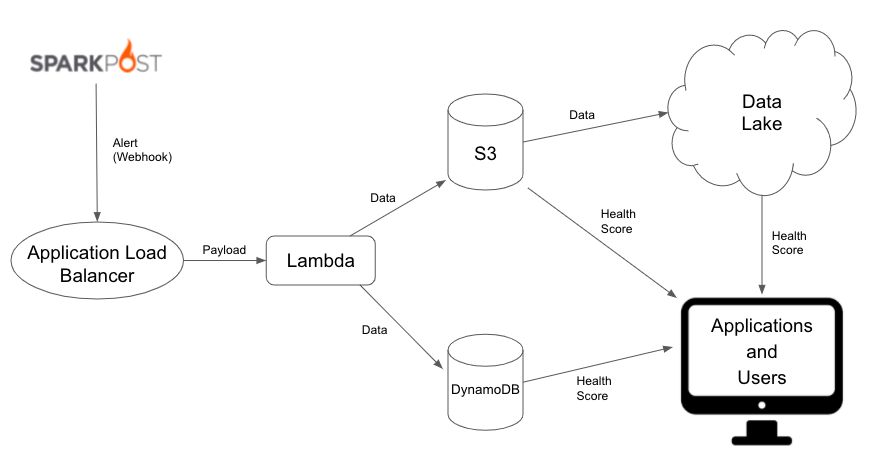 SPARKPOST
Alert
(Webhook)
Application Load
Balancer
Payload
Lambda
Data
Data
S3
DynamoDB
Data
Health
Score
Health
Score
Data
Lake
Health
Score
Applications
and
Users